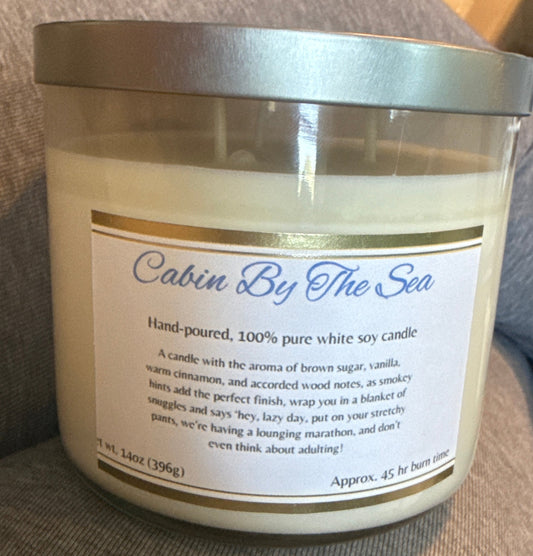 Cabin By The Sea
Hand-poured, 100% pure white soy candle
A candle with the aroma of brown sugar, vanilla,
warm cinnamon, and accorded wood notes, as smokey
hints add the perfect finish, wrap you in a blanket of
snuggles and says 'hey, lazy day, put on your stretchy
pants, we're having a lounging marathon, and don't
even think about adulting!
wt. 14oz (396g)
Approx. 45 hr burn time